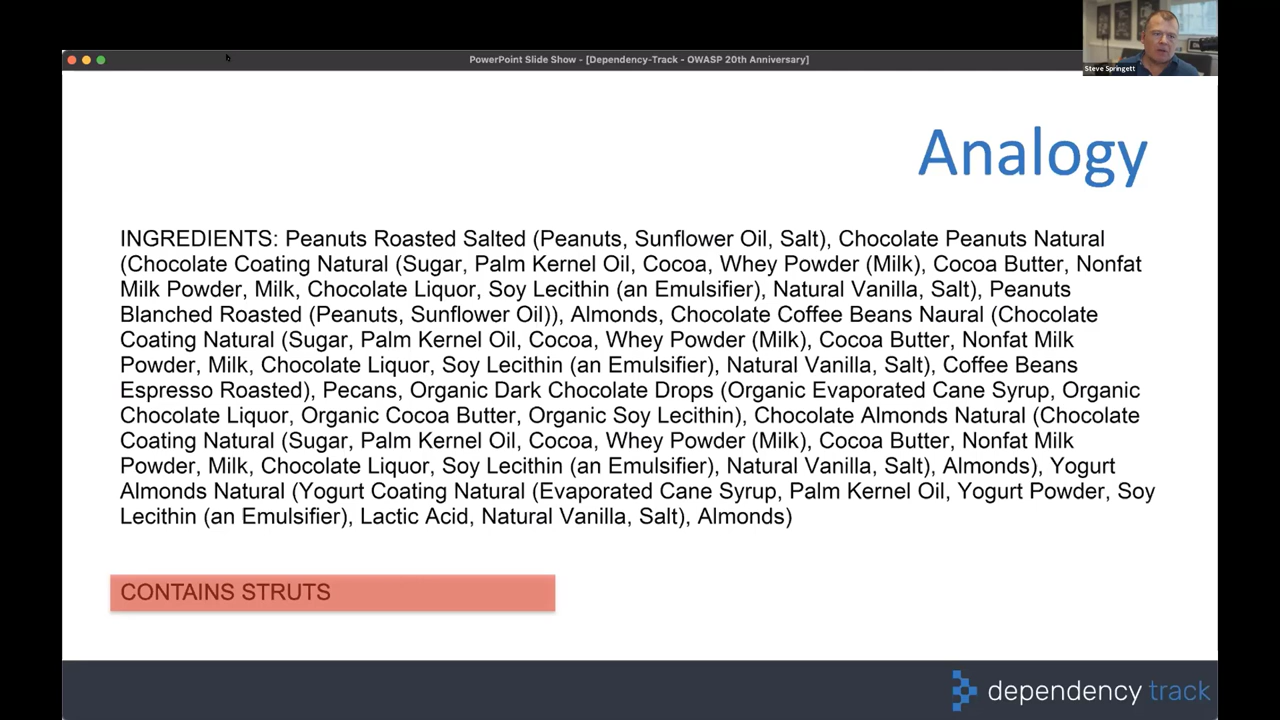 Steve Springett
PowerPoint Slide Show - [Dependency-Track - OWASP 20th Anniversary]
Analogy
INGREDIENTS: Peanuts Roasted Salted (Peanuts, Sunflower Oil, Salt), Chocolate Peanuts Natural
(Chocolate Coating Natural (Sugar, Palm Kernel Oil, Cocoa, Whey Powder (Milk), Cocoa Butter, Nonfat
Milk Powder, Milk, Chocolate Liquor, Soy Lecithin (an Emulsifier), Natural Vanilla, Salt), Peanuts
Blanched Roasted (Peanuts, Sunflower Oil)), Almonds, Chocolate Coffee Beans Naural (Chocolate
Coating Natural (Sugar, Palm Kernel Oil, Cocoa, Whey Powder (Milk), Cocoa Butter, Nonfat Milk
Powder, Milk, Chocolate Liquor, Soy Lecithin (an Emulsifier), Natural Vanilla, Salt), Coffee Beans
Espresso Roasted), Pecans, Organic Dark Chocolate Drops (Organic Evaporated Cane Syrup, Organic
Chocolate Liquor, Organic Cocoa Butter, Organic Soy Lecithin), Chocolate Almonds Natural (Chocolate
Coating Natural (Sugar, Palm Kernel Oil, Cocoa, Whey Powder (Milk), Cocoa Butter, Nonfat Milk
Powder, Milk, Chocolate Liquor, Soy Lecithin (an Emulsifier), Natural Vanilla, Salt), Almonds), Yogurt
Almonds Natural (Yogurt Coating Natural (Evaporated Cane Syrup, Palm Kernel Oil, Yogurt Powder, Soy
Lecithin (an Emulsifier), Lactic Acid, Natural Vanilla, Salt), Almonds)
CONTAINS STRUTS
dependency track